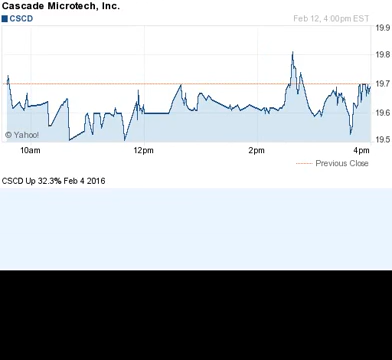 Cascade Microtech, Inc.
CSCD
Feb 12, 4:00pm EST
19.9
19.8
19.7
19.6
19.5
© Yahoo!
10am 12pm 2pm 4pm
Previous Close
CSCD Up 32.3% Feb 4 2016